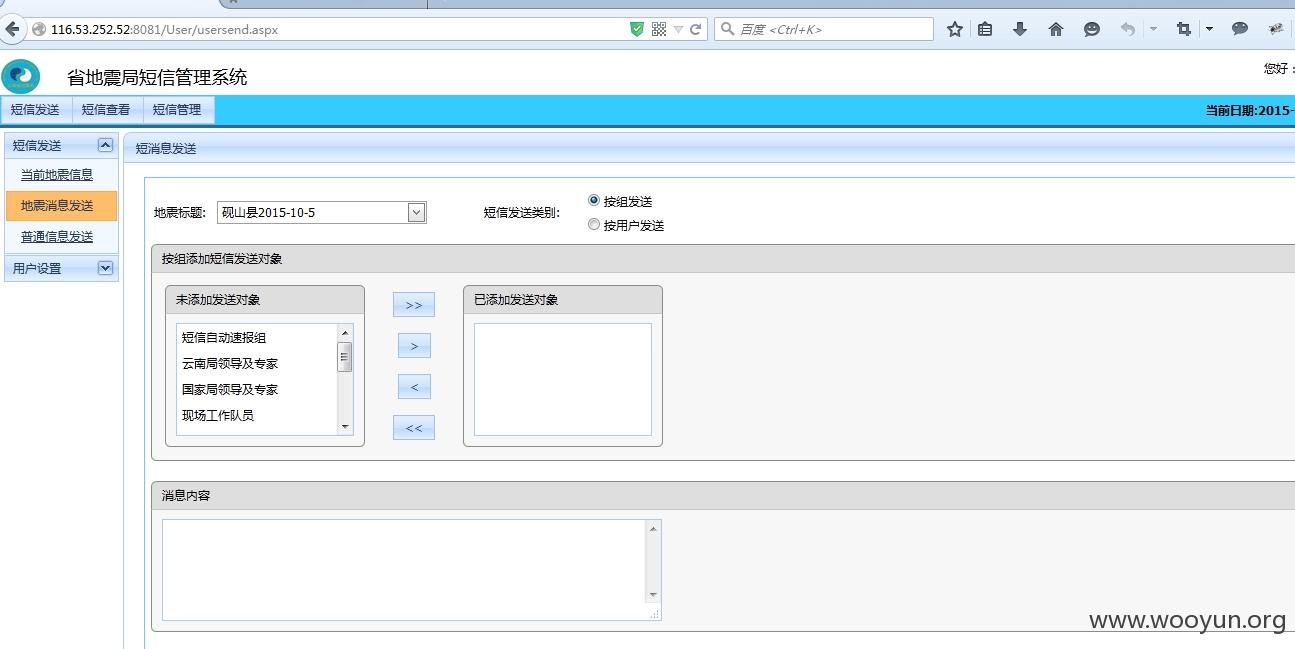 116.53.252.52:8081/User/usersend.aspx
百度 <Ctrl+K>
省地震局短信管理系统
您好：
短信发送 短信查看 短信管理
当前日期:2015-
短信发送
当前地震信息
地震消息发送
普通信息发送
用户设置
短消息发送
地震标题: 砚山县2015-10-5
短信发送类别:
按组发送
按用户发送
按组添加短信发送对象
未添加发送对象
短信自动速报组
云南局领导及专家
国家局领导及专家
现场工作队员
>>
>
<
<<
已添加发送对象
消息内容
www.wooyun.org